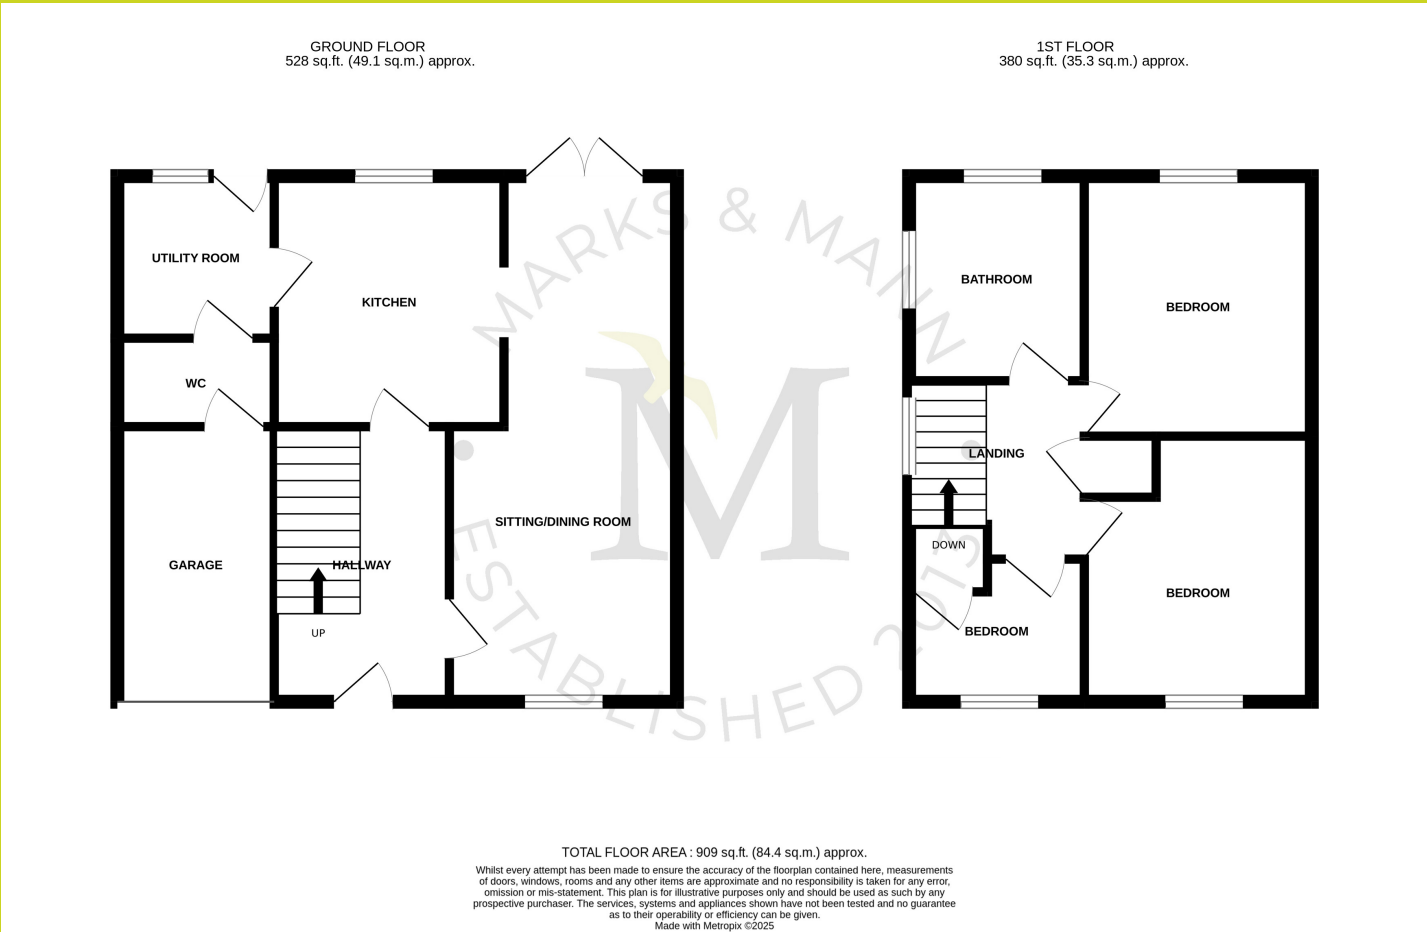 GROUND FLOOR
528 sq.ft. (49.1 sq.m.) approx.
1ST FLOOR
380 sq.ft. (35.3 sq.m.) approx.
MARKS & MANN
M
ESTABLISHED 2013
UTILITY ROOM
KITCHEN
WC
SITTING/DINING ROOM
GARAGE
HALLWAY
UP
BATHROOM
BEDROOM
LANDING
DOWN
BEDROOM
BEDROOM
TOTAL FLOOR AREA : 909 sq.ft. (84.4 sq.m.) approx.
Whilst every attempt has been made to ensure the accuracy of the floorplan contained here, measurements
of doors, windows, rooms and any other items are approximate and no responsibility is taken for any error,
omission or mis-statement. This plan is for illustrative purposes only and should be used as such by any
prospective purchaser. The services, systems and appliances shown have not been tested and no guarantee
as to their operability or efficiency can be given.
Made with Metropix ©2025